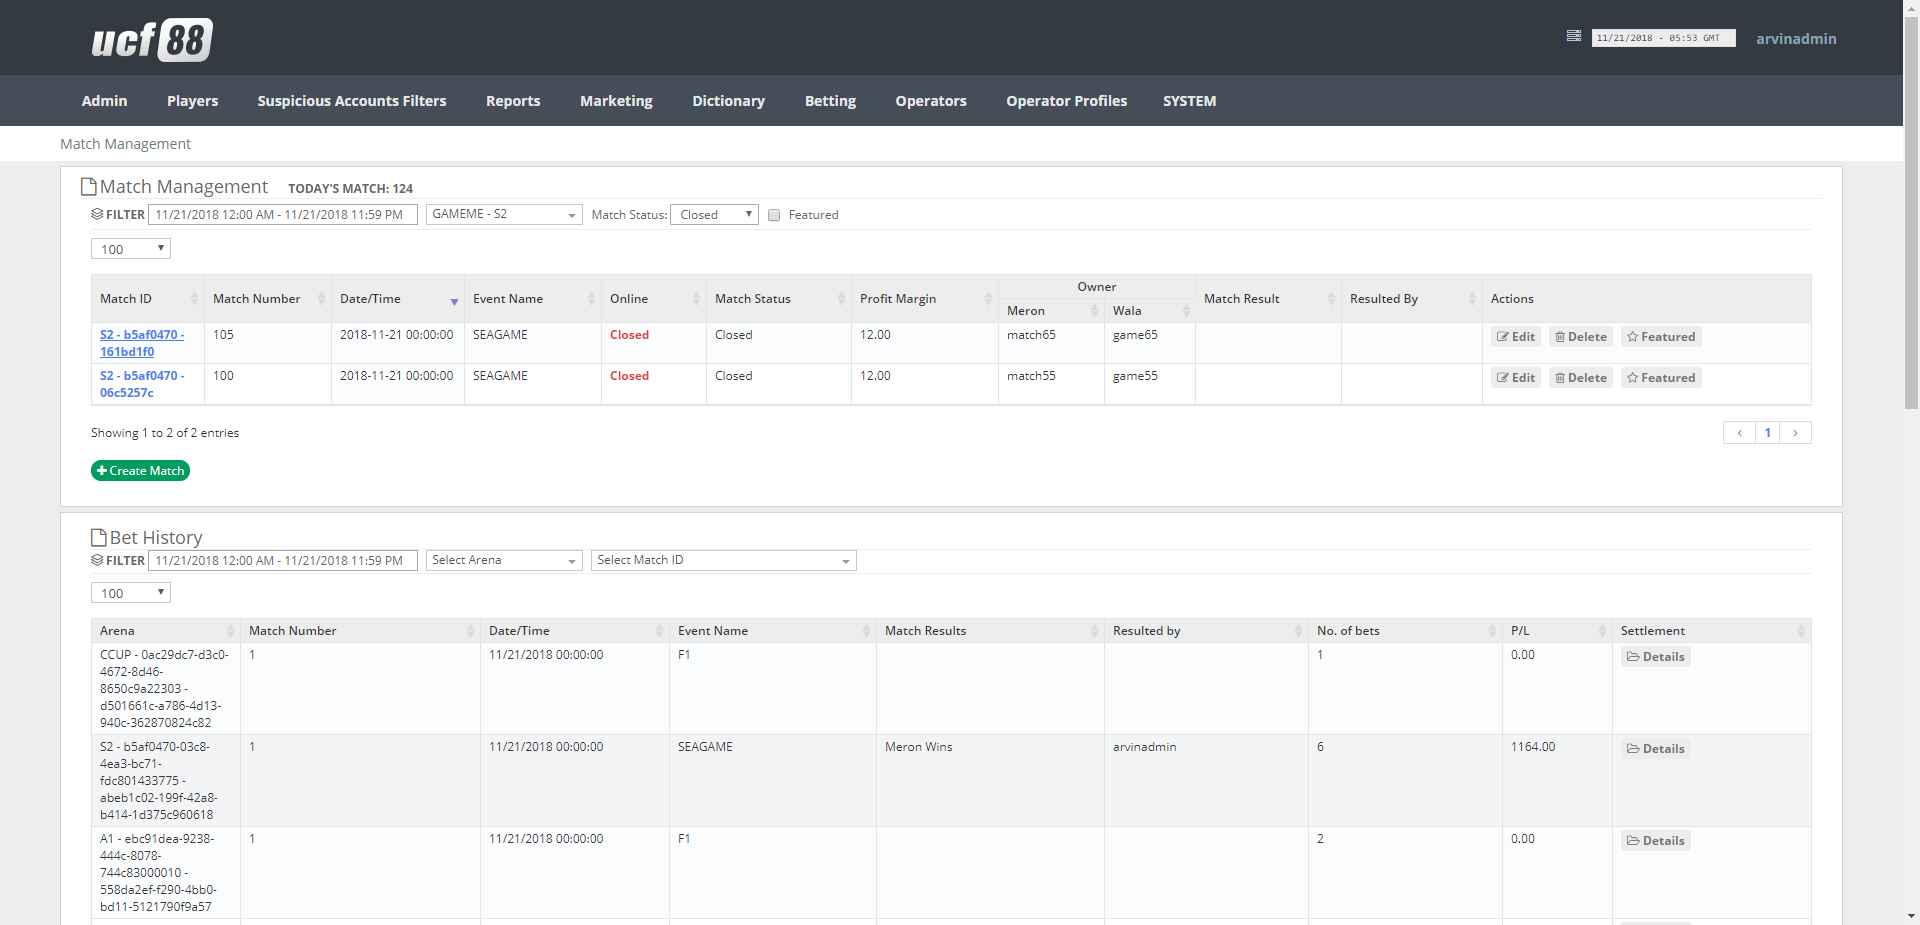 ucf 88
11/21/2018 - 05:53 GMT
arvinadmin
Admin Players Suspicious Accounts Filters Reports Marketing Dictionary Betting Operators Operator Profiles SYSTEM
Match Management
Match Management TODAY'S MATCH: 124
FILTER 11/21/2018 12:00 AM - 11/21/2018 11:59 PM GAMEME - S2 Match Status: Closed Featured
100
Owner
Match ID Match Number Date/Time Event Name Online Match Status Profit Margin Meron Wala Match Result Resulted By Actions
S2 - b5af0470 - 105 2018-11-21 00:00:00 SEAGAME Closed Closed 12.00 match65 game65 Edit Delete Featured
161bd1f0
S2 - b5af0470 - 100 2018-11-21 00:00:00 SEAGAME Closed Closed 12.00 match55 game55 Edit Delete Featured
06c5257c
Showing 1 to 2 of 2 entries < 1 >
Create Match
Bet History
FILTER 11/21/2018 12:00 AM - 11/21/2018 11:59 PM Select Arena Select Match ID
100
Arena Match Number Date/Time Event Name Match Results Resulted by No. of bets P/L Settlement
CCUP - 0ac29dc7-d3c0- 1 11/21/2018 00:00:00 F1 1 0.00 Details
4672-8d46-
8650c9a22303 -
d501661c-a786-4d13-
940c-362870824c82
S2 - b5af0470-03c8- 1 11/21/2018 00:00:00 SEAGAME Meron Wins arvinadmin 6 1164.00 Details
4ea3-bc71-
fdc801433775 -
abeb1c02-199f-42a8-
b414-1d375c960618
A1 - ebc91dea-9238- 1 11/21/2018 00:00:00 F1 2 0.00 Details
444c-8078-
744c83000010 -
558da2ef-f290-4bb0-
bd11-5121790f9a57